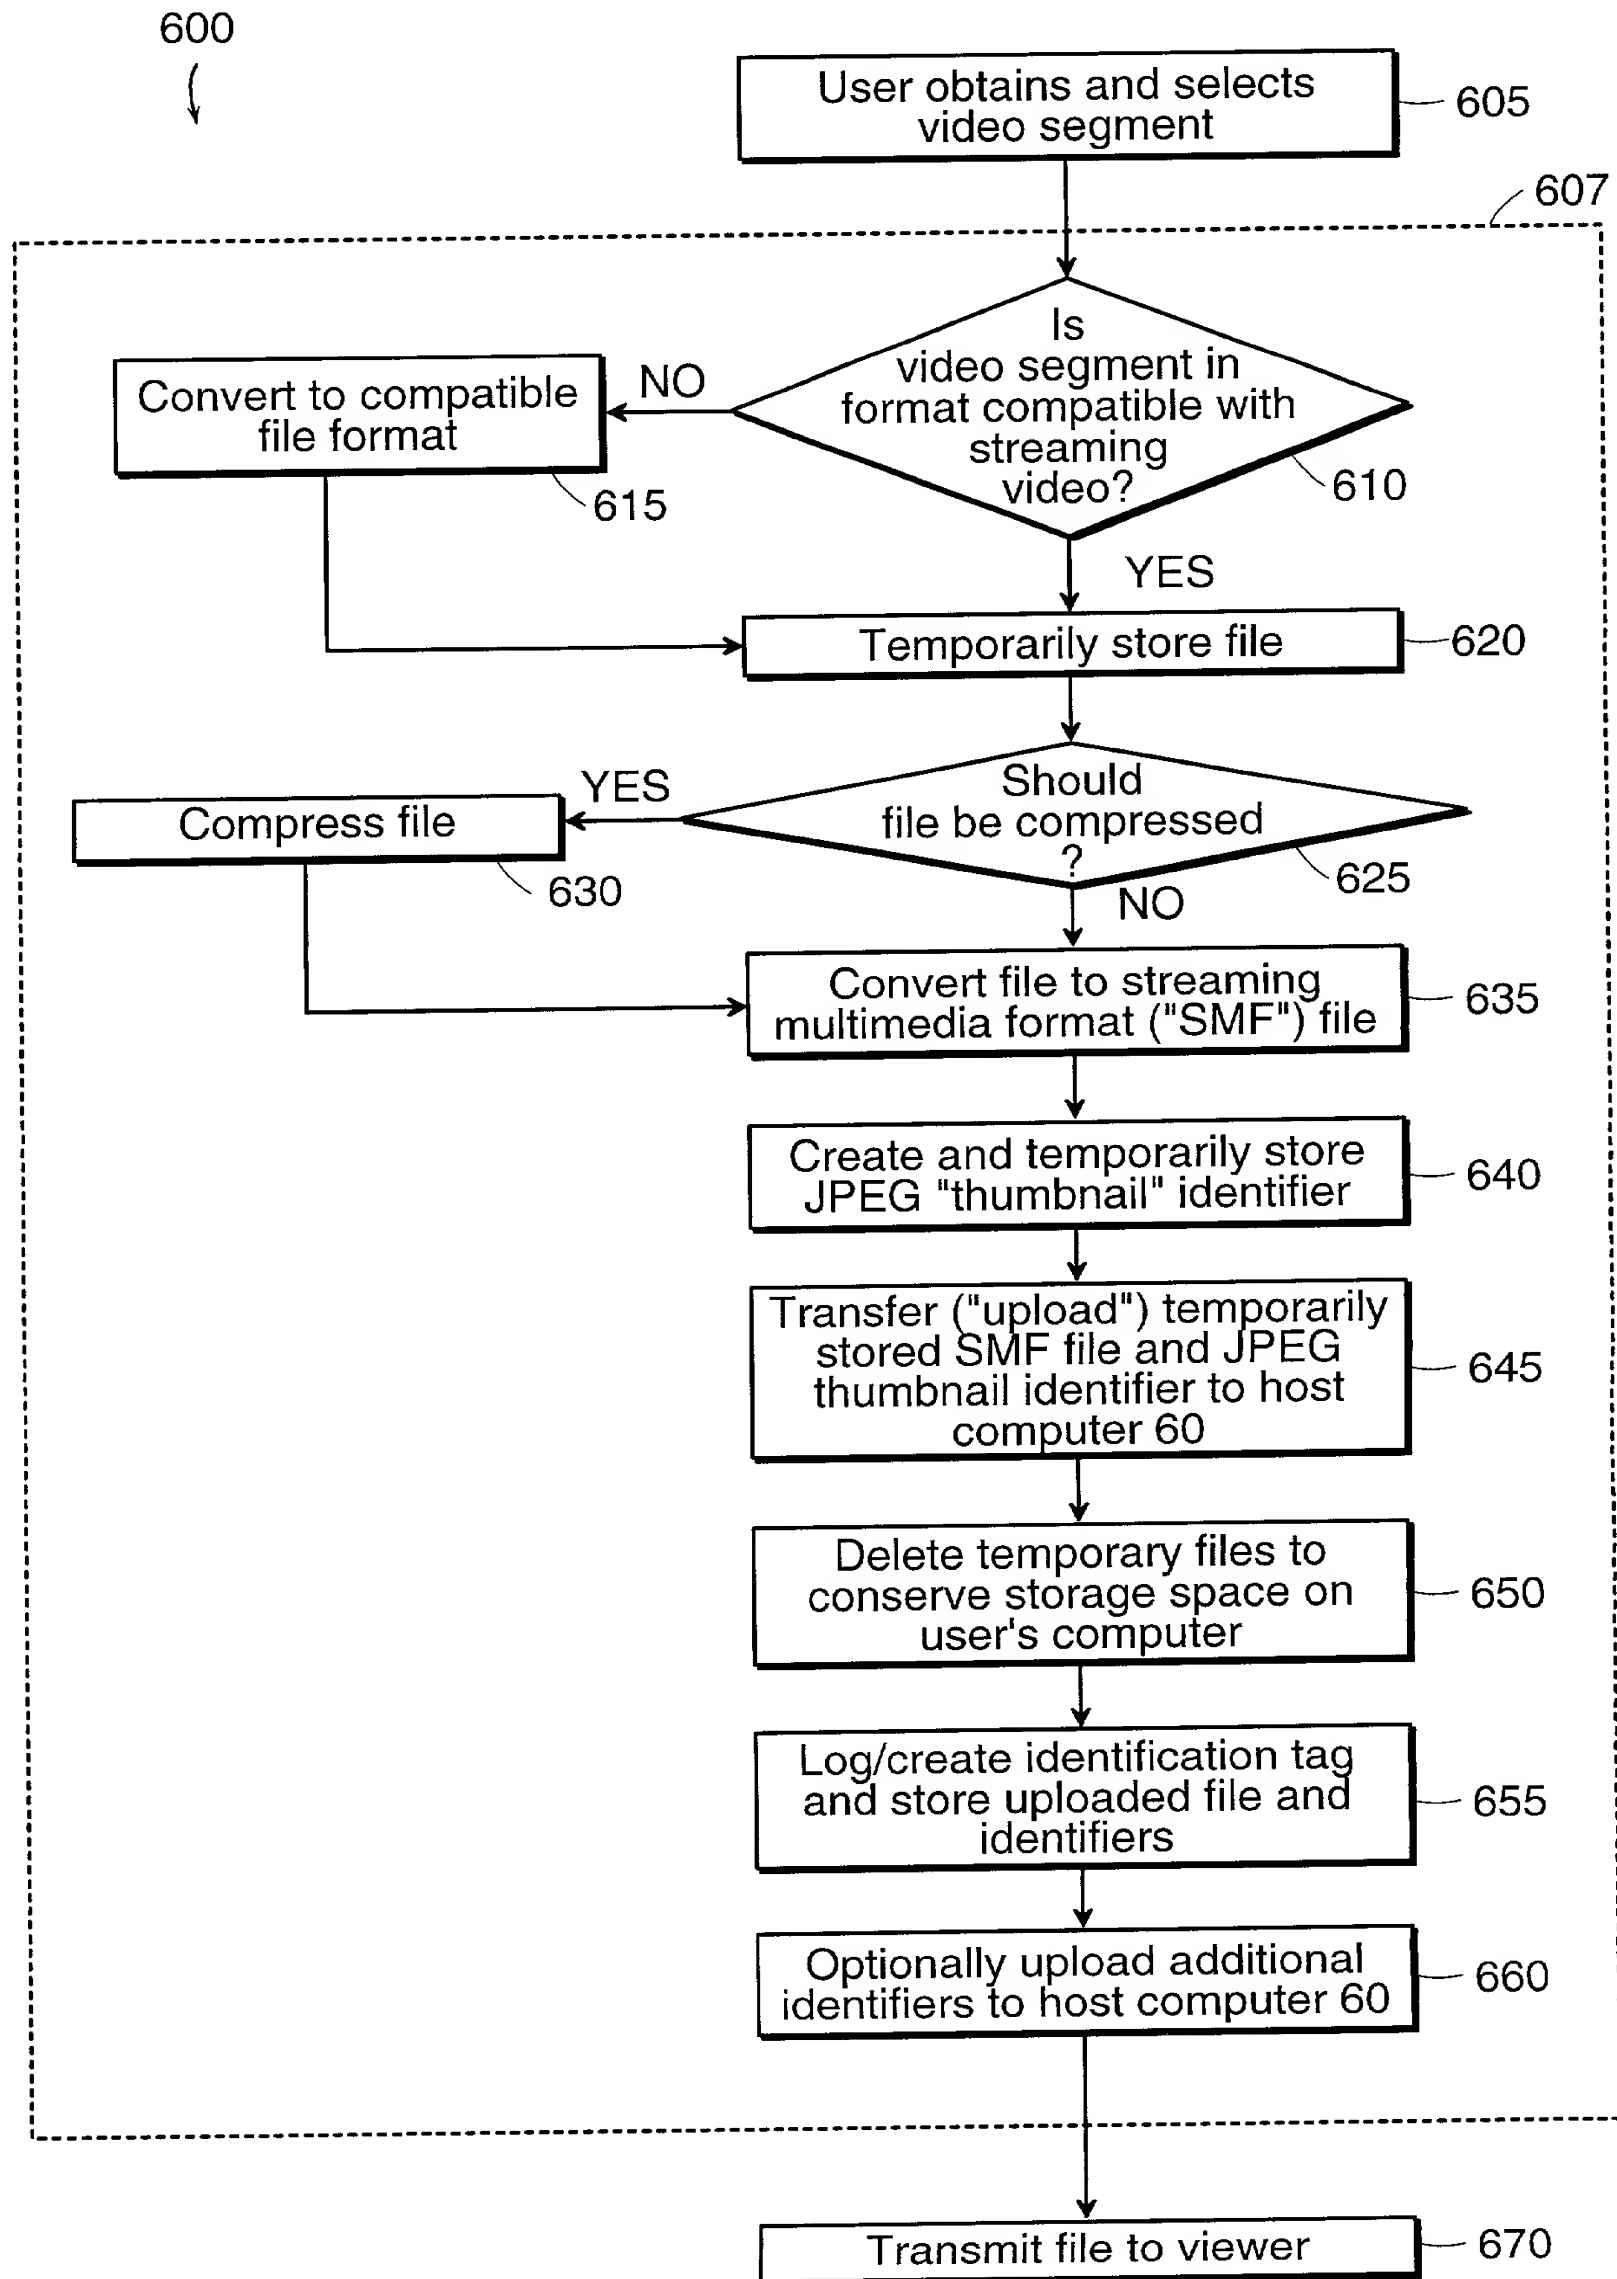 600
User obtains and selects
video segment
605
607
Is
video segment in
format compatible with
streaming
video?
610
NO
Convert to compatible
file format
615
YES
Temporarily store file
620
Should
file be compressed
?
625
YES
Compress file
630
NO
Convert file to streaming
multimedia format ("SMF") file
635
Create and temporarily store
JPEG "thumbnail" identifier
640
Transfer ("upload") temporarily
stored SMF file and JPEG
thumbnail identifier to host
computer 60
645
Delete temporary files to
conserve storage space on
user's computer
650
Log/create identification tag
and store uploaded file and
identifiers
655
Optionally upload additional
identifiers to host computer 60
660
Transmit file to viewer
670